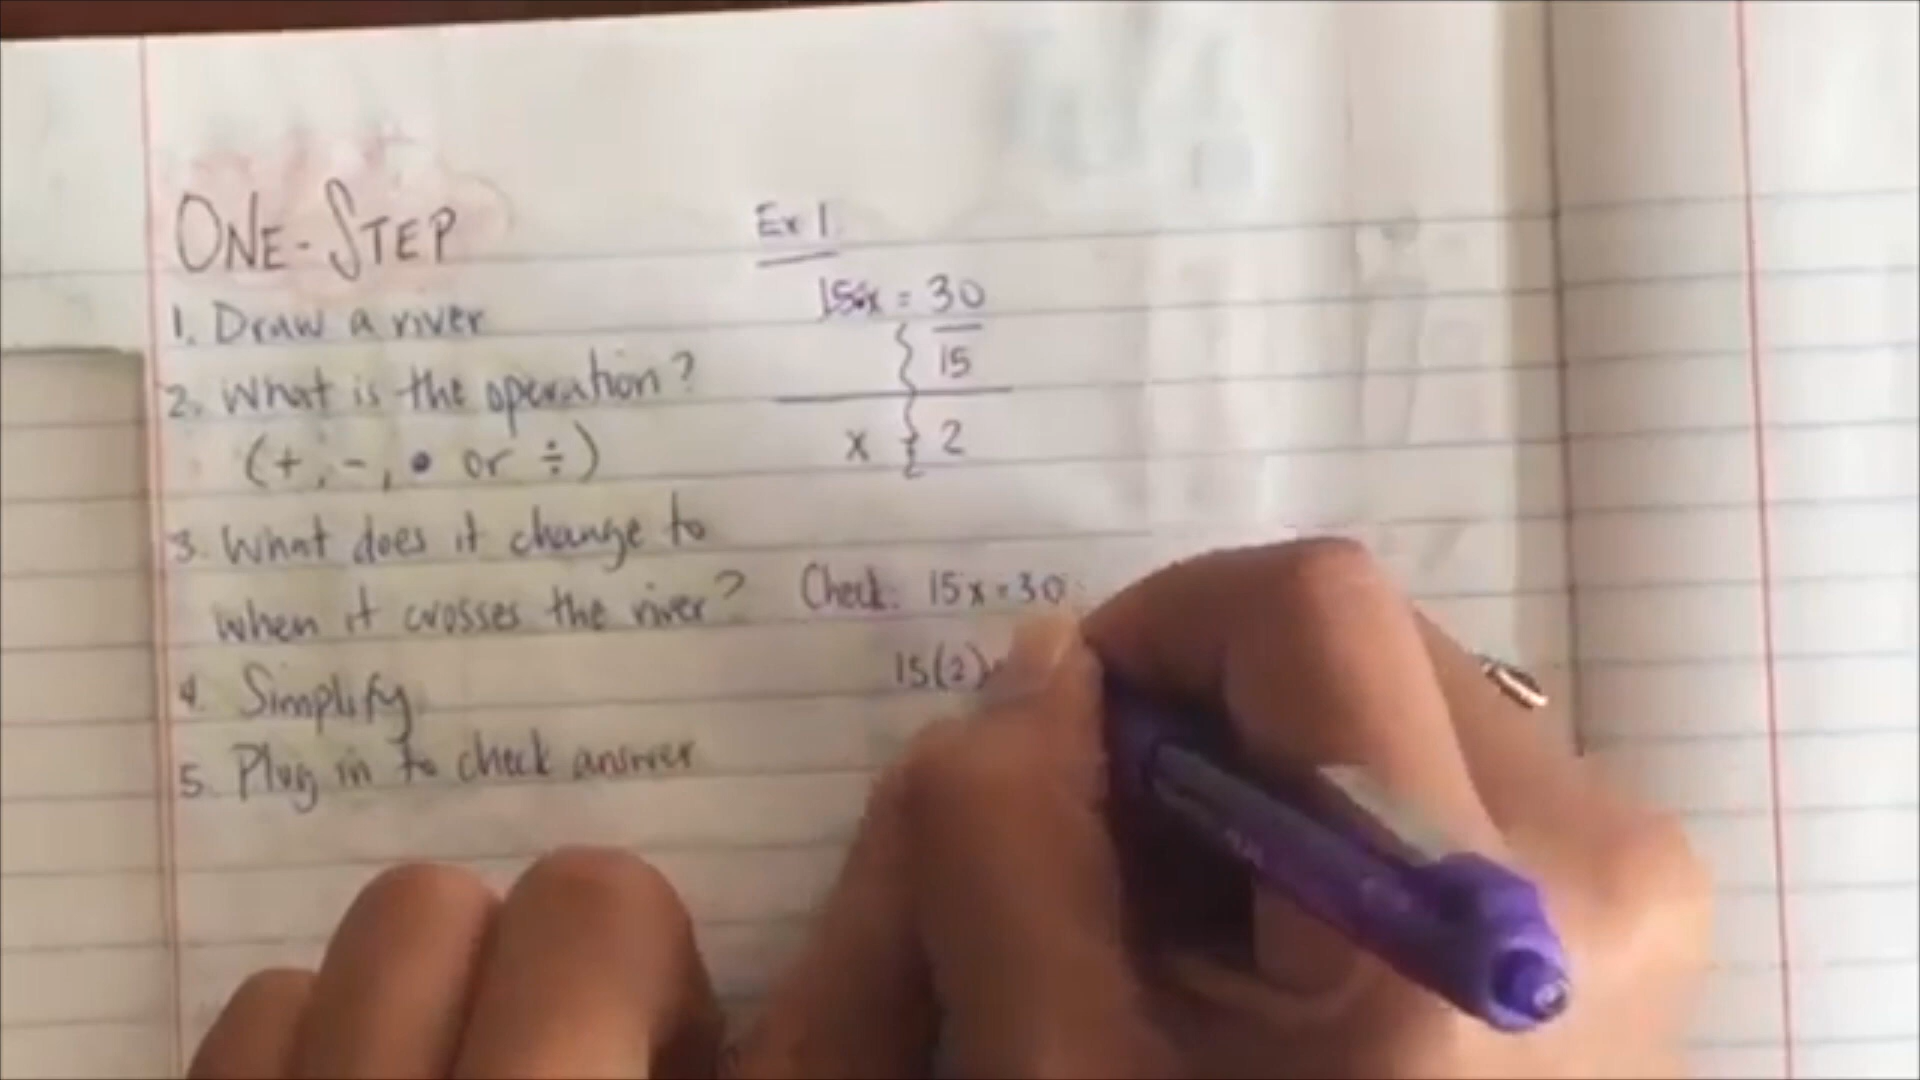 ONE-STEP
1. Draw a river
2. What is the operation?
(+, -, • or ÷)
3. What does it change to
when it crosses the river?
4. Simplify
5. Plug in to check answer
Ex 1
15x = 30
15
x 2
Check: 15x = 30
15(2)